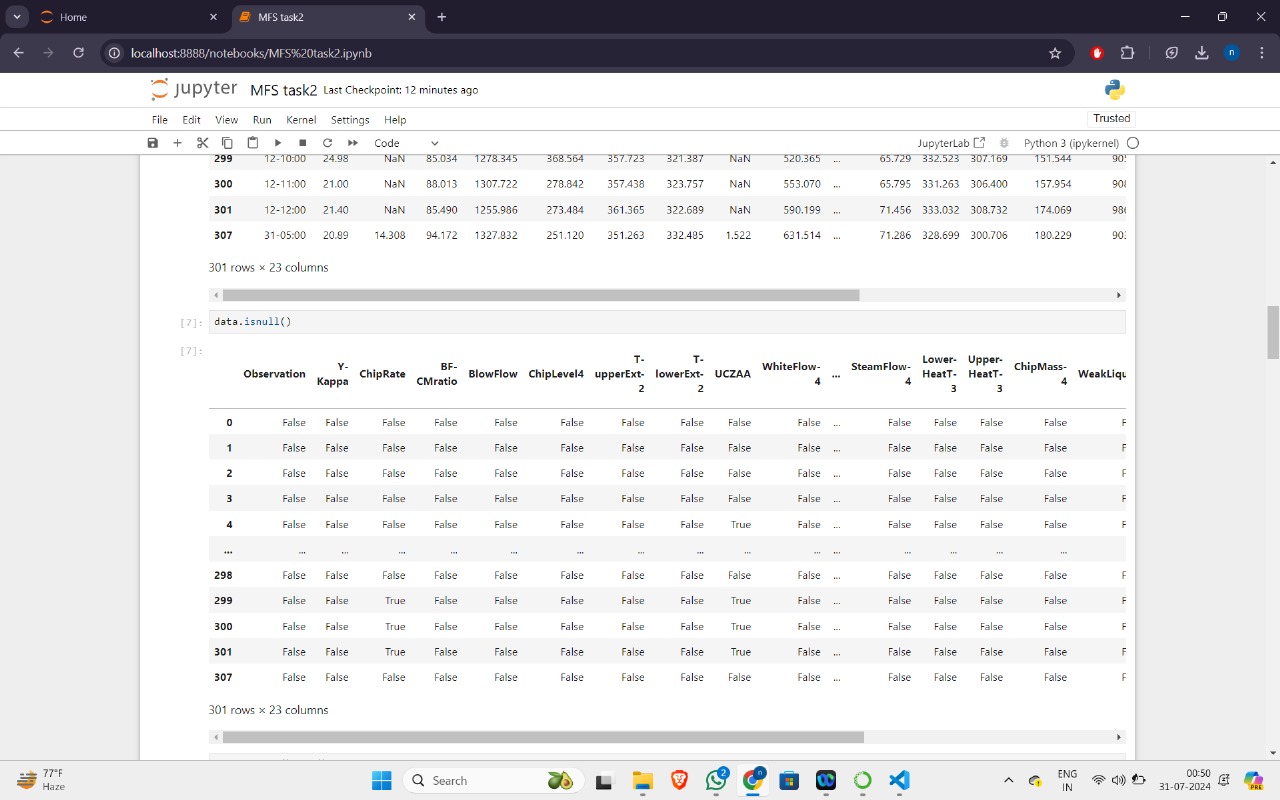 Home
MFS task2
localhost:8888/notebooks/MFS%20task2.ipynb
n
jupyter MFS task2 Last Checkpoint: 12 minutes ago
File Edit View Run Kernel Settings Help
Trusted
Code
JupyterLab
Python 3 (ipykernel)
299 12-10:00 24.98 NaN 85.034 1278.345 368.564 357.723 321.387 NaN 520.365 ... 65.729 332.523 307.169 151.544
300 12-11:00 21.00 NaN 88.013 1307.722 278.842 357.438 323.757 NaN 553.070 ... 65.795 331.263 306.400 157.954 908
301 12-12:00 21.40 NaN 85.490 1255.986 273.484 361.365 322.689 NaN 590.199 ... 71.456 333.032 308.732 174.069 986
307 31-05:00 20.89 14.308 94.172 1327.832 251.120 351.263 332.485 1.522 631.514 ... 71.286 328.699 300.706 180.229 903
301 rows × 23 columns
[7]: data.isnull()
[7]:
Observation Y-Kappa ChipRate BF-CMratio BlowFlow ChipLevel4 T-upperExt-2 T-lowerExt-2 UCZAA WhiteFlow-4 ... SteamFlow-4 Lower-HeatT-3 Upper-HeatT-3 ChipMass-4 WeakLiqu
0 False False False False False False False False False False ... False False False False F
1 False False False False False False False False False False ... False False False False F
2 False False False False False False False False False False ... False False False False F
3 False False False False False False False False False False ... False False False False F
4 False False False False False False False False True False ... False False False False F
... ... ... ... ... ... ... ... ... ... ... ... ... ... ... ...
298 False False False False False False False False False False ... False False False False F
299 False False True False False False False False True False ... False False False False F
300 False False True False False False False False True False ... False False False False F
301 False False True False False False False False True False ... False False False False F
307 False False False False False False False False False False ... False False False False F
301 rows × 23 columns
77°F
Haze
Search
2
n
ENG
IN
00:50
31-07-2024
PRE